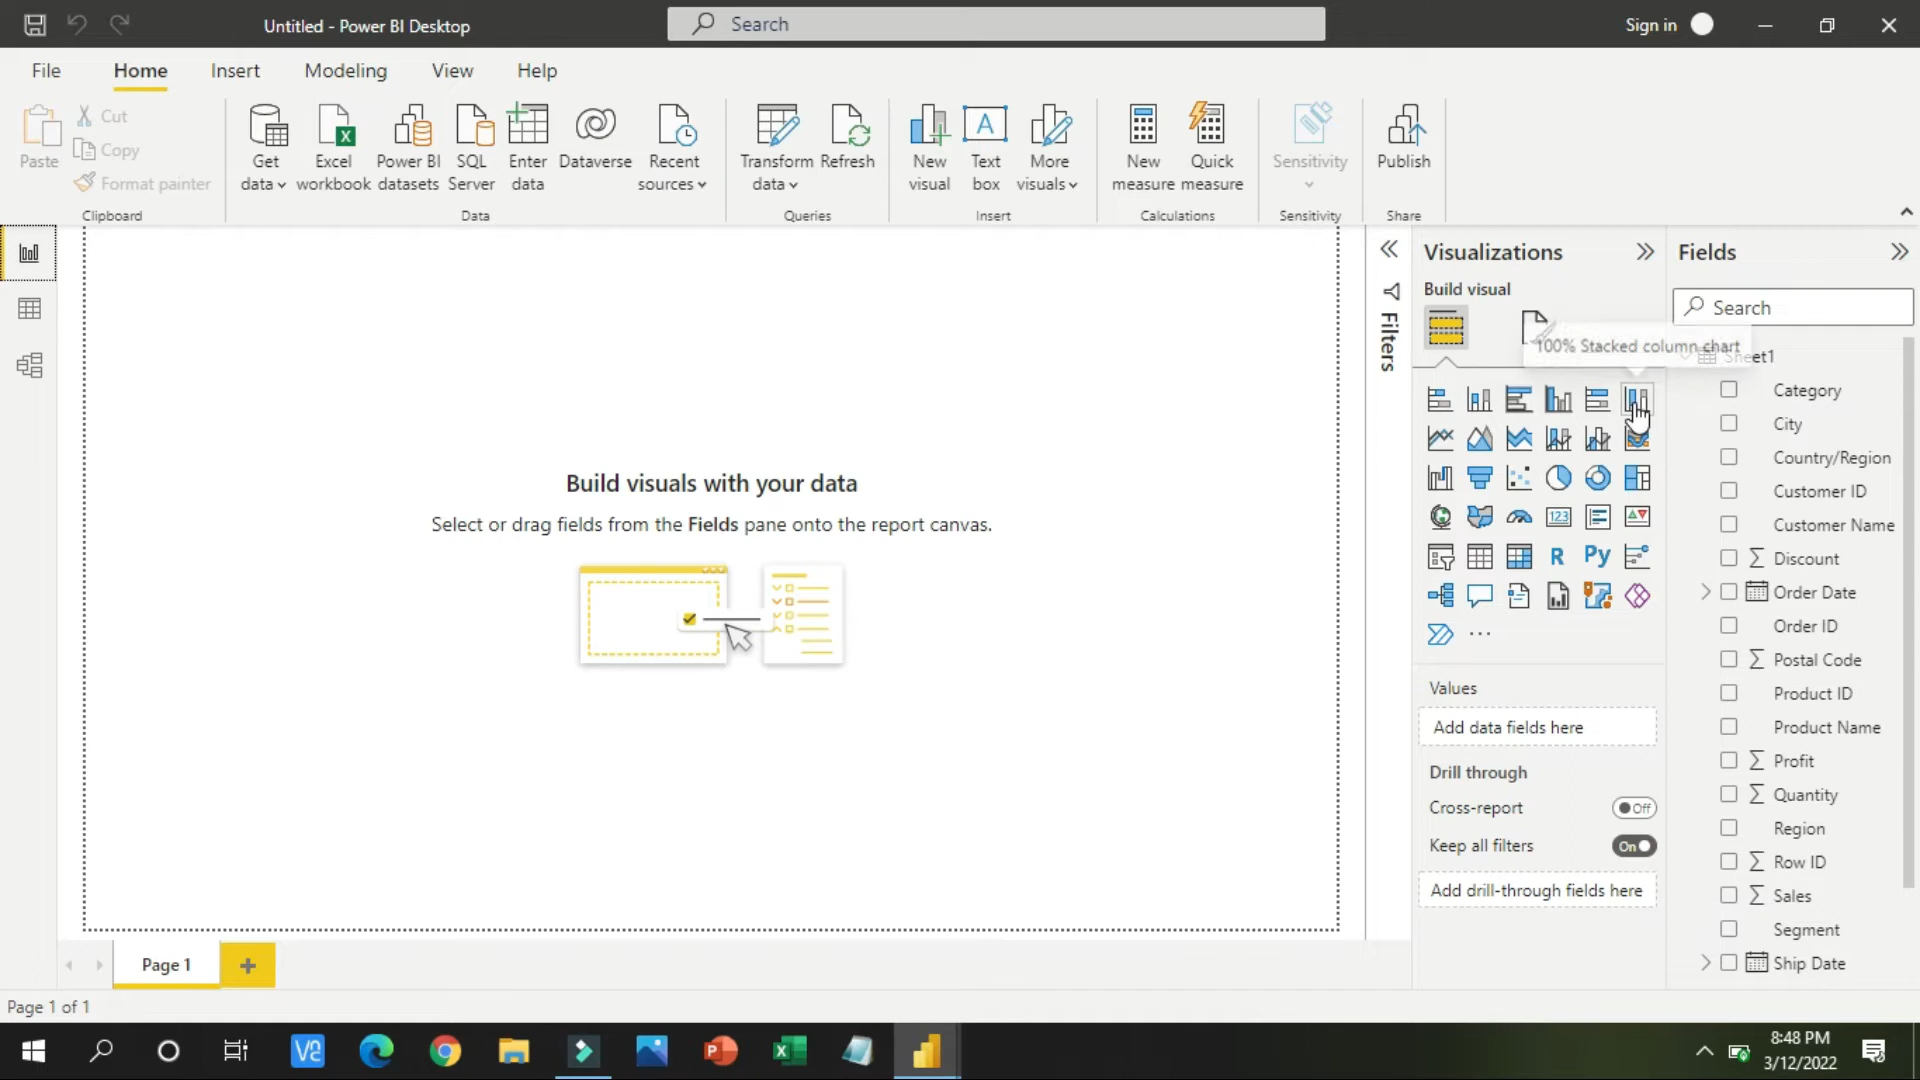 Untitled - Power BI Desktop
Search
Sign in
File
Home
Insert
Modeling
View
Help
Paste
Cut
Copy
Format painter
Clipboard
Get
data
Excel
workbook
Power BI
datasets
SQL
Server
Enter
data
Dataverse
Recent
sources
Data
Transform
data
Refresh
Queries
New
visual
Text
box
More
visuals
Insert
New
measure
Quick
measure
Calculations
Sensitivity
Sensitivity
Publish
Share
Build visuals with your data
Select or drag fields from the Fields pane onto the report canvas.
Filters
Visualizations
Build visual
100% Stacked column chart
R
Py
123
Values
Add data fields here
Drill through
Cross-report
Off
Keep all filters
On
Add drill-through fields here
Fields
Search
Sheet1
Category
City
Country/Region
Customer ID
Customer Name
Discount
Order Date
Order ID
Postal Code
Product ID
Product Name
Profit
Quantity
Region
Row ID
Sales
Segment
Ship Date
Page 1
Page 1 of 1
8:48 PM
3/12/2022